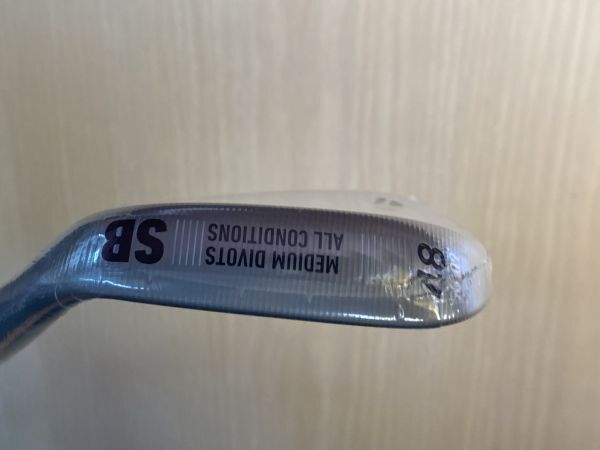 48
MEDIUM DIVOTS
ALL CONDITIONS
SB